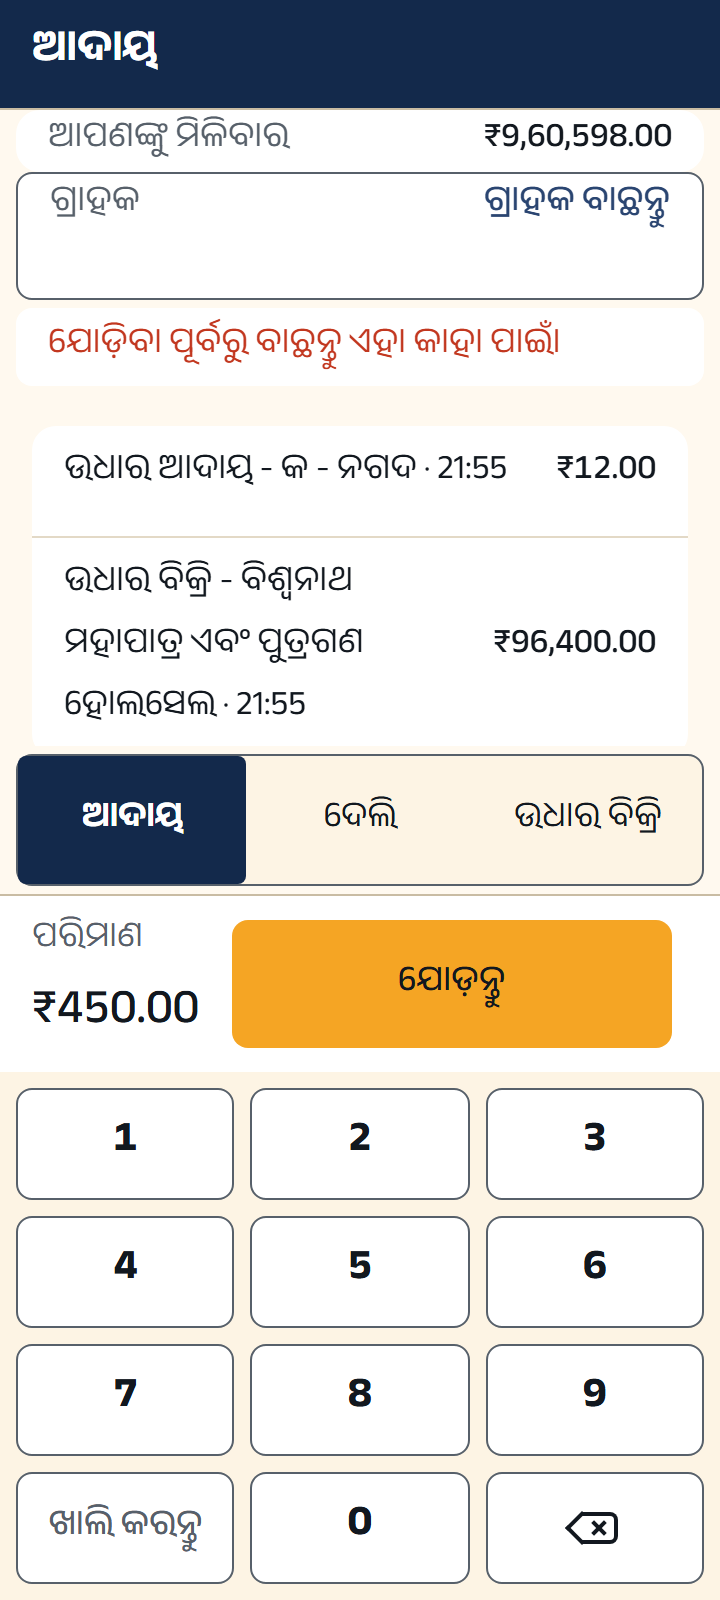 ଆଦାୟ
ଆପଣଙ୍କୁ ମିଳିବାର ₹9,60,598.00
ଗ୍ରାହକ ଗ୍ରାହକ ବାଛନ୍ତୁ
ଯୋଡ଼ିବା ପୂର୍ବରୁ ବାଛନ୍ତୁ ଏହା କାହା ପାଇଁ।
ଉଧାର ଆଦାୟ - କ - ନଗଦ · 21:55 ₹12.00
ଉଧାର ବିକ୍ରି - ବିଶ୍ୱନାଥ
ମହାପାତ୍ର ଏବଂ ପୁତ୍ରଗଣ ₹96,400.00
ହୋଲସେଲ · 21:55
ଆଦାୟ ଦେଲି ଉଧାର ବିକ୍ରି
ପରିମାଣ
₹450.00 ଯୋଡ଼ନ୍ତୁ
1 2 3
4 5 6
7 8 9
ଖାଲି କରନ୍ତୁ 0